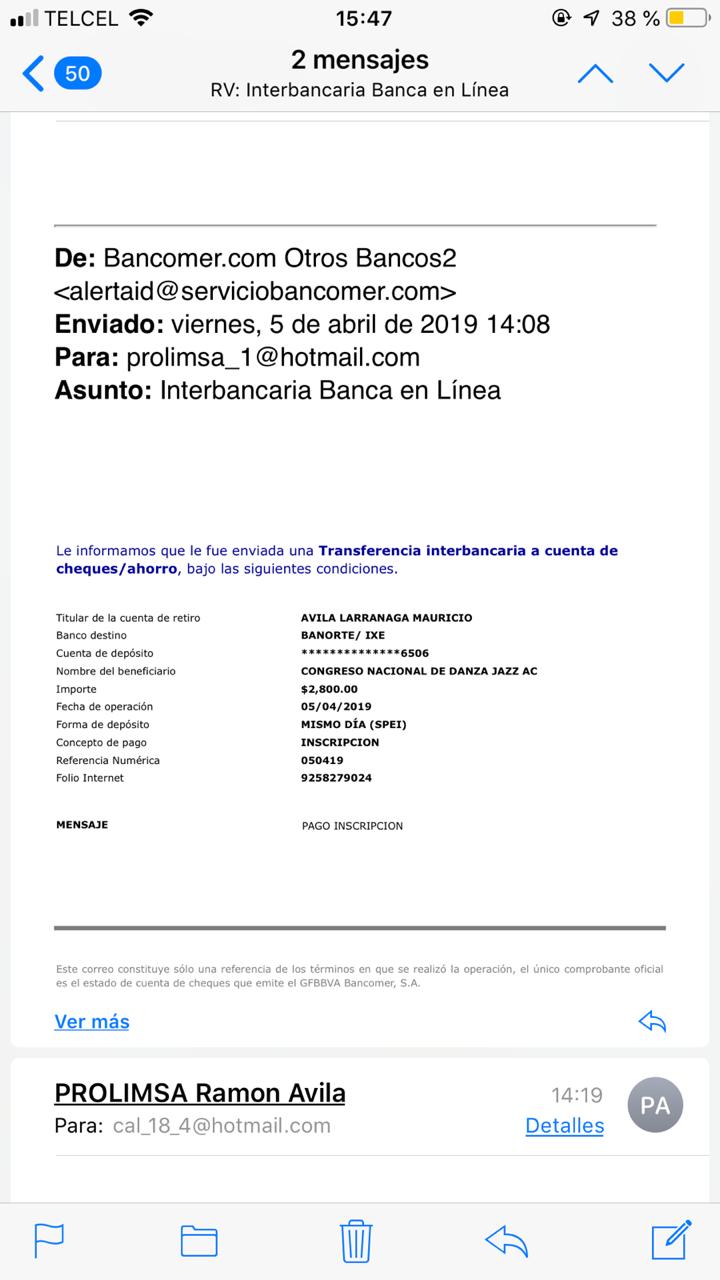 TELCEL 15:47 38 %
50
2 mensajes
RV: Interbancaria Banca en Línea
De: Bancomer.com Otros Bancos2
<alertaid@serviciobancomer.com>
Enviado: viernes, 5 de abril de 2019 14:08
Para: prolimsa_1@hotmail.com
Asunto: Interbancaria Banca en Línea
Le informamos que le fue enviada una Transferencia interbancaria a cuenta de
cheques/ahorro, bajo las siguientes condiciones.
Titular de la cuenta de retiro AVILA LARRANAGA MAURICIO
Banco destino BANORTE/ IXE
Cuenta de depósito **************6506
Nombre del beneficiario CONGRESO NACIONAL DE DANZA JAZZ AC
Importe $2,800.00
Fecha de operación 05/04/2019
Forma de depósito MISMO DÍA (SPEI)
Concepto de pago INSCRIPCION
Referencia Numérica 050419
Folio Internet 9258279024
MENSAJE PAGO INSCRIPCION
Este correo constituye sólo una referencia de los términos en que se realizó la operación, el único comprobante oficial
es el estado de cuenta de cheques que emite el GFBBVA Bancomer, S.A.
Ver más
PROLIMSA Ramon Avila 14:19 PA
Para: cal_18_4@hotmail.com Detalles